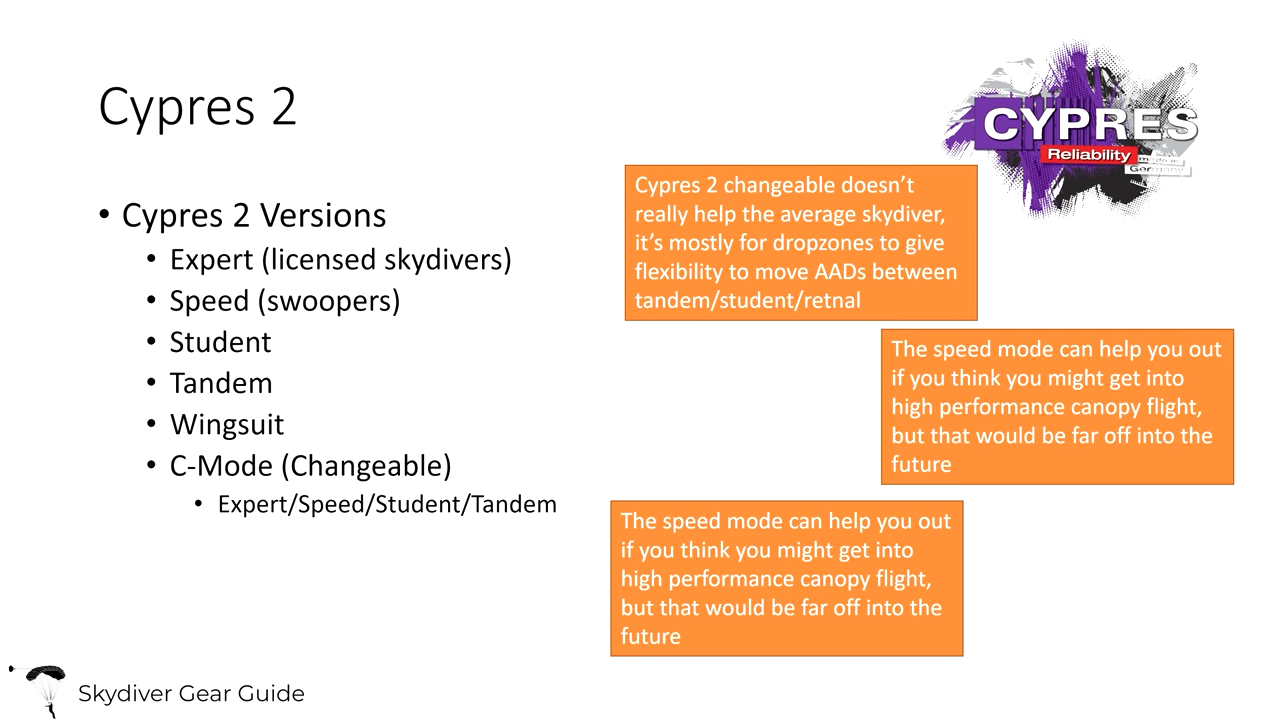 Cypres 2
CYPRES
Reliability
made in
Germany
• Cypres 2 Versions
• Expert (licensed skydivers)
• Speed (swoopers)
• Student
• Tandem
• Wingsuit
• C-Mode (Changeable)
• Expert/Speed/Student/Tandem
Cypres 2 changeable doesn’t
really help the average skydiver,
it’s mostly for dropzones to give
flexibility to move AADs between
tandem/student/retnal
The speed mode can help you out
if you think you might get into
high performance canopy flight,
but that would be far off into the
future
The speed mode can help you out
if you think you might get into
high performance canopy flight,
but that would be far off into the
future
Skydiver Gear Guide